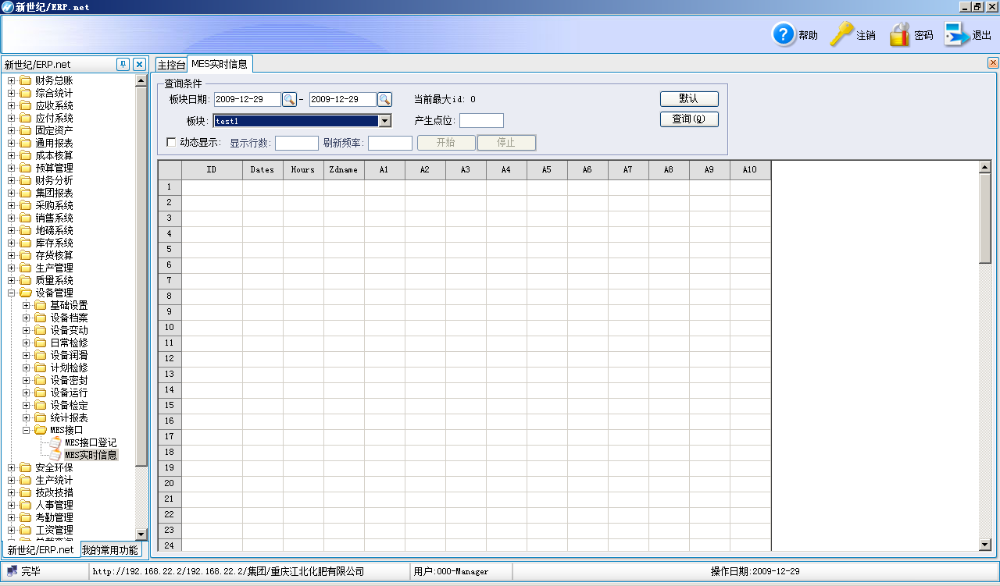 新世纪/ERP.net
帮助 注销 密码 退出
新世纪/ERP.net
主控台 MES实时信息
财务总账
综合统计
应收系统
应付系统
固定资产
通用报表
成本核算
预算管理
财务分析
集团报表
采购系统
销售系统
地磅系统
库存系统
存货核算
生产管理
质量系统
设备管理
基础设置
设备档案
设备变动
日常检修
设备润滑
计划检修
设备密封
设备运行
设备检定
统计报表
MES接口
MES接口登记
MES实时信息
安全环保
生产统计
技改技措
人事管理
考勤管理
工资管理
新世纪/ERP.net 我的常用功能
查询条件
板块日期: 2009-12-29 - 2009-12-29 当前最大id: 0 默认
板块: test1 产生点位: 查询(Q)
动态显示: 显示行数: 刷新频率: 开始 停止
ID Dates Hours Zdname A1 A2 A3 A4 A5 A6 A7 A8 A9 A10
1
2
3
4
5
6
7
8
9
10
11
12
13
14
15
16
17
18
19
20
21
22
23
24
完毕 http://192.168.22.2/192.168.22.2/集团/重庆江北化肥有限公司 用户:000-Manager 操作日期:2009-12-29